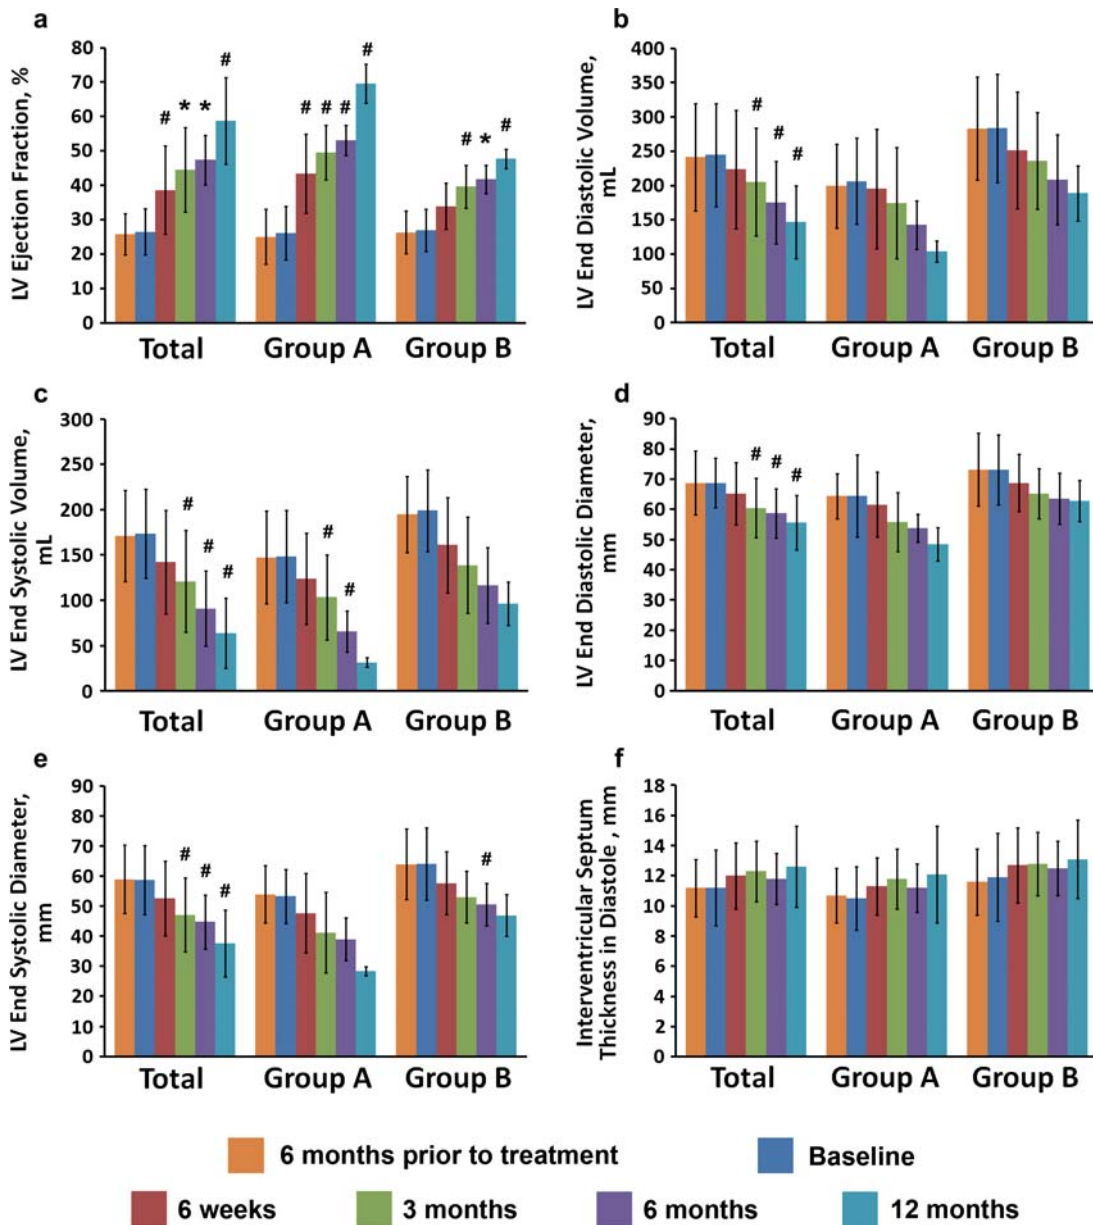 a
LV Ejection Fraction, %
80
70
60
50
40
30
20
10
0
# * * #
# # # #
# * #
Total Group A Group B
b
LV End Diastolic Volume,
mL
400
350
300
250
200
150
100
50
0
# # #
Total Group A Group B
c
LV End Systolic Volume,
mL
300
250
200
150
100
50
0
# # #
# #
Total Group A Group B
d
LV End Diastolic Diameter,
mm
90
80
70
60
50
40
30
20
10
0
# # #
Total Group A Group B
e
LV End Systolic Diameter,
mm
90
80
70
60
50
40
30
20
10
0
# # #
#
Total Group A Group B
f
Interventricular Septum
Thickness in Diastole , mm
18
16
14
12
10
8
6
4
2
0
Total Group A Group B
6 months prior to treatment Baseline
6 weeks 3 months 6 months 12 months